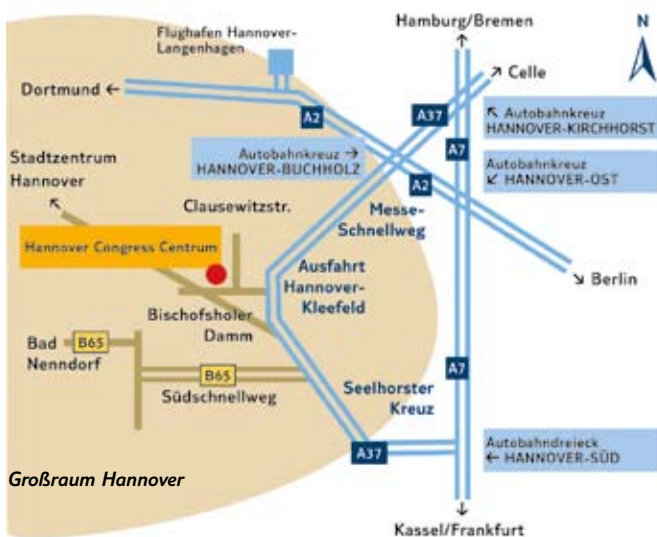 Hamburg/Bremen
N
Flughafen Hannover-
Langenhagen
↗ Celle
Dortmund ←
A37
A2
↖ Autobahnkreuz
HANNOVER-KIRCHHORST
A7
Stadtzentrum
Hannover
Autobahnkreuz →
HANNOVER-BUCHHOLZ
Autobahnkreuz
↙ HANNOVER-OST
A2
Clausewitzstr.
Messe-
Schnellweg
Hannover Congress Centrum
Ausfahrt
Hannover-
Kleefeld
Berlin
Bischofsholer
Damm
Bad
Nenndorf
B65
B65
Südschnellweg
A7
Seelhorster
Kreuz
A37
Autobahndreieck
← HANNOVER-SÜD
Großraum Hannover
Kassel/Frankfurt